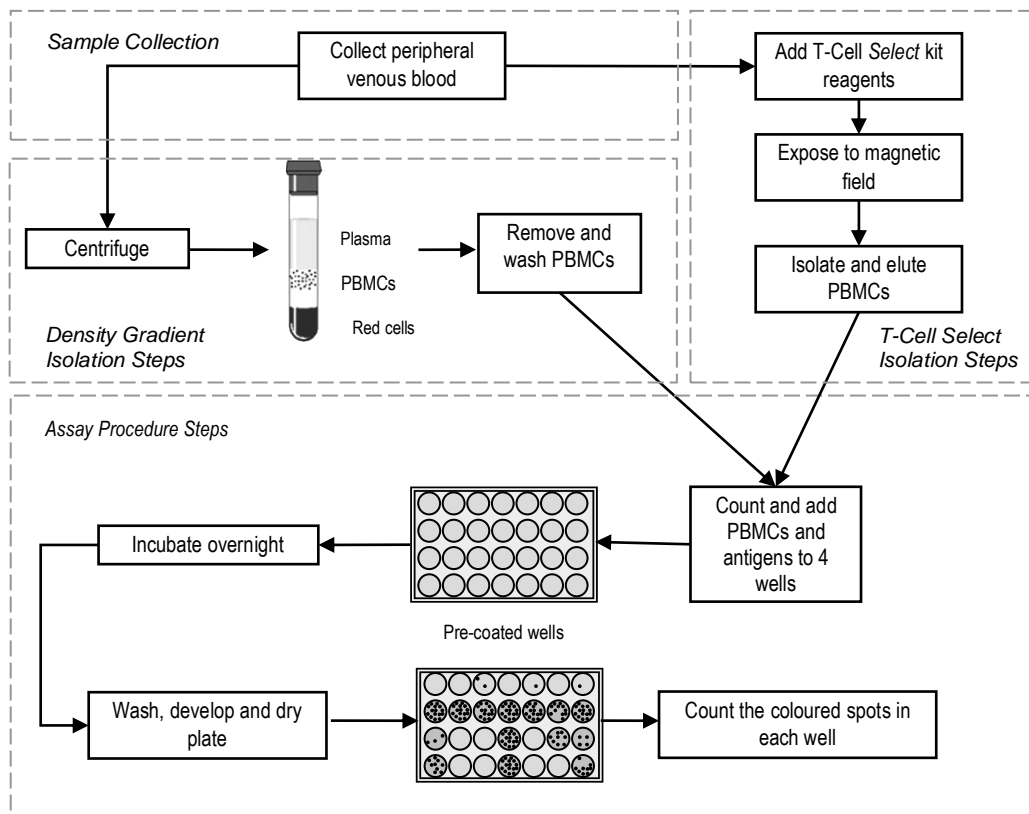 Sample Collection
Collect peripheral
venous blood
Add T-Cell Select kit
reagents
Expose to magnetic
field
Isolate and elute
PBMCs
T-Cell Select
Isolation Steps
Centrifuge
Plasma
PBMCs
Red cells
Remove and
wash PBMCs
Density Gradient
Isolation Steps
Assay Procedure Steps
Count and add
PBMCs and
antigens to 4
wells
Pre-coated wells
Incubate overnight
Wash, develop and dry
plate
Count the coloured spots in
each well